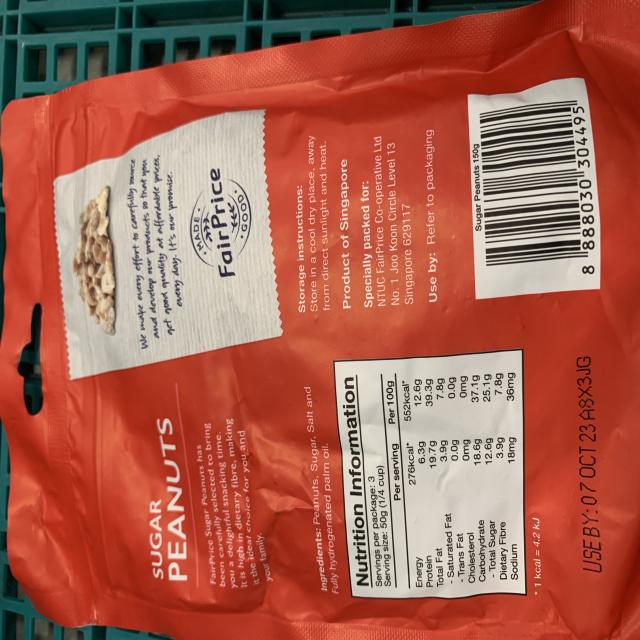 We make every effort to carefully source
and develop our products so that you
get good quality at affordable prices,
every day. It's our promise.
MADE
FairPrice
GOOD
SUGAR
PEANUTS
FairPrice Sugar Peanuts has
been carefully selected to bring
you a delightful snacking time.
It is high in dietary fibre, making
it the ideal choice for you and
your family.
Ingredients: Peanuts, Sugar, Salt and
Fully hydrogenated palm oil.
Storage instructions:
Store in a cool dry place, away
from direct sunlight and heat.
Product of Singapore
Specially packed for:
NTUC FairPrice Co-operative Ltd
No. 1 Joo Koon Circle Level 13
Singapore 629117
Use by: Refer to packaging
Nutrition Information
Servings per package: 3
Serving size: 50g (1/4 cup)
Per serving Per 100g
Energy 276kcal* 552kcal*
Protein 6.3g 12.6g
Total Fat 19.7g 39.3g
- Saturated Fat 3.9g 7.8g
- Trans Fat 0.0g 0.0g
Cholesterol 0mg 0mg
Carbohydrate 18.6g 37.1g
- Total Sugar 12.6g 25.1g
Dietary Fibre 3.9g 7.8g
Sodium 18mg 36mg
* 1 kcal = 4.2 kJ
Sugar Peanuts 150g
8 888030 304495
USE BY: 07 OCT 23 A8X3JG